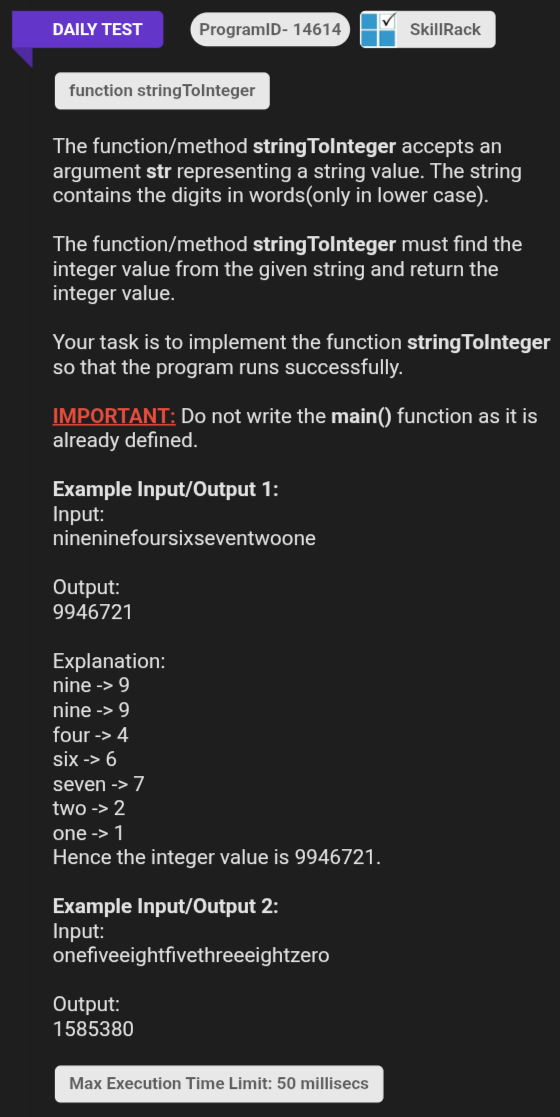 DAILY TEST
ProgramID- 14614
SkillRack
function stringToInteger
The function/method stringToInteger accepts an
argument str representing a string value. The string
contains the digits in words(only in lower case).
The function/method stringToInteger must find the
integer value from the given string and return the
integer value.
Your task is to implement the function stringToInteger
so that the program runs successfully.
IMPORTANT: Do not write the main() function as it is
already defined.
Example Input/Output 1:
Input:
nineninefoursixseventwoone
Output:
9946721
Explanation:
nine -> 9
nine -> 9
four -> 4
six -> 6
seven -> 7
two -> 2
one -> 1
Hence the integer value is 9946721.
Example Input/Output 2:
Input:
onefiveeightfivethreeeightzero
Output:
1585380
Max Execution Time Limit: 50 millisecs